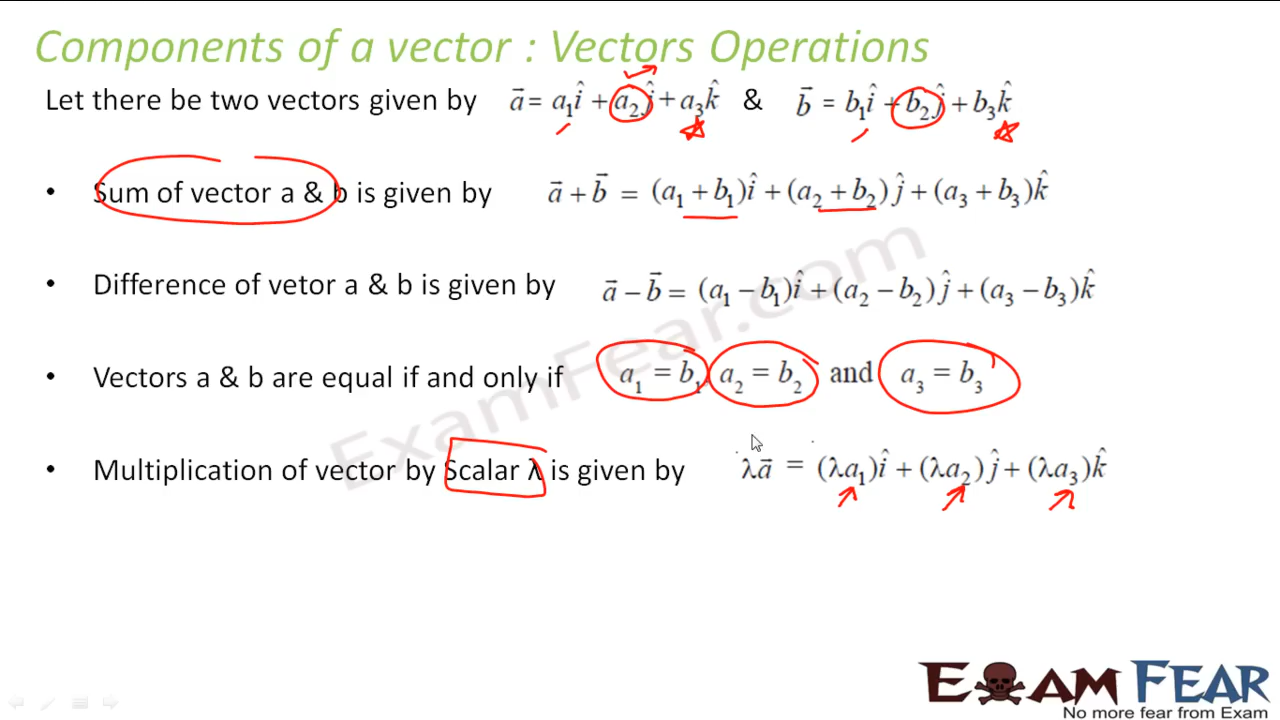 Components of a vector : Vectors Operations
Let there be two vectors given by a⃗ = a₁î + a₂ĵ + a₃k̂ & b⃗ = b₁î + b₂ĵ + b₃k̂
• Sum of vector a & b is given by a⃗ + b⃗ = (a₁ + b₁)î + (a₂ + b₂)ĵ + (a₃ + b₃)k̂
• Difference of vetor a & b is given by a⃗ − b⃗ = (a₁ − b₁)î + (a₂ − b₂)ĵ + (a₃ − b₃)k̂
• Vectors a & b are equal if and only if a₁ = b₁ a₂ = b₂ and a₃ = b₃
• Multiplication of vector by Scalar λ is given by λa⃗ = (λa₁)î + (λa₂)ĵ + (λa₃)k̂
ExamFear.com
EXAM FEAR
No more fear from Exam